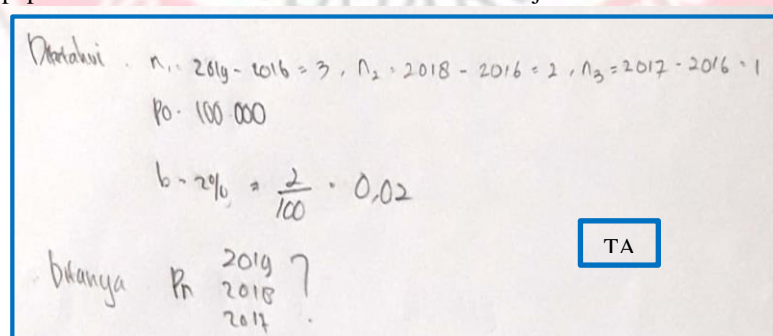 Diketahui . n₁ = 2019 - 2016 = 3 , n₂ = 2018 - 2016 = 2 , n₃ = 2017 - 2016 = 1
Po = 100.000
b = 2% = 2/100 = 0,02
TA
ditanya Pn 2019 ?
2018
2017